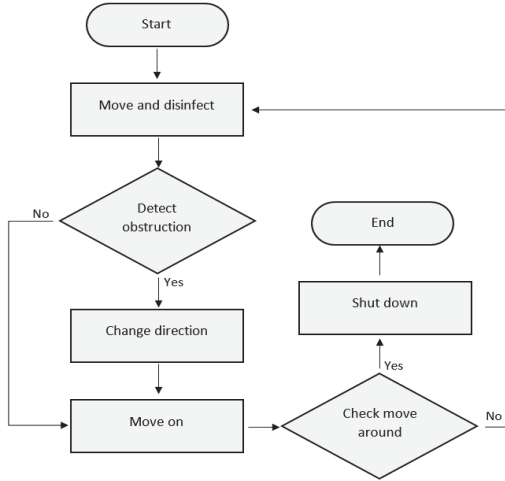 Start
Move and disinfect
No
Detect
obstruction
Yes
Change direction
Move on
End
Shut down
Yes
Check move
around
No